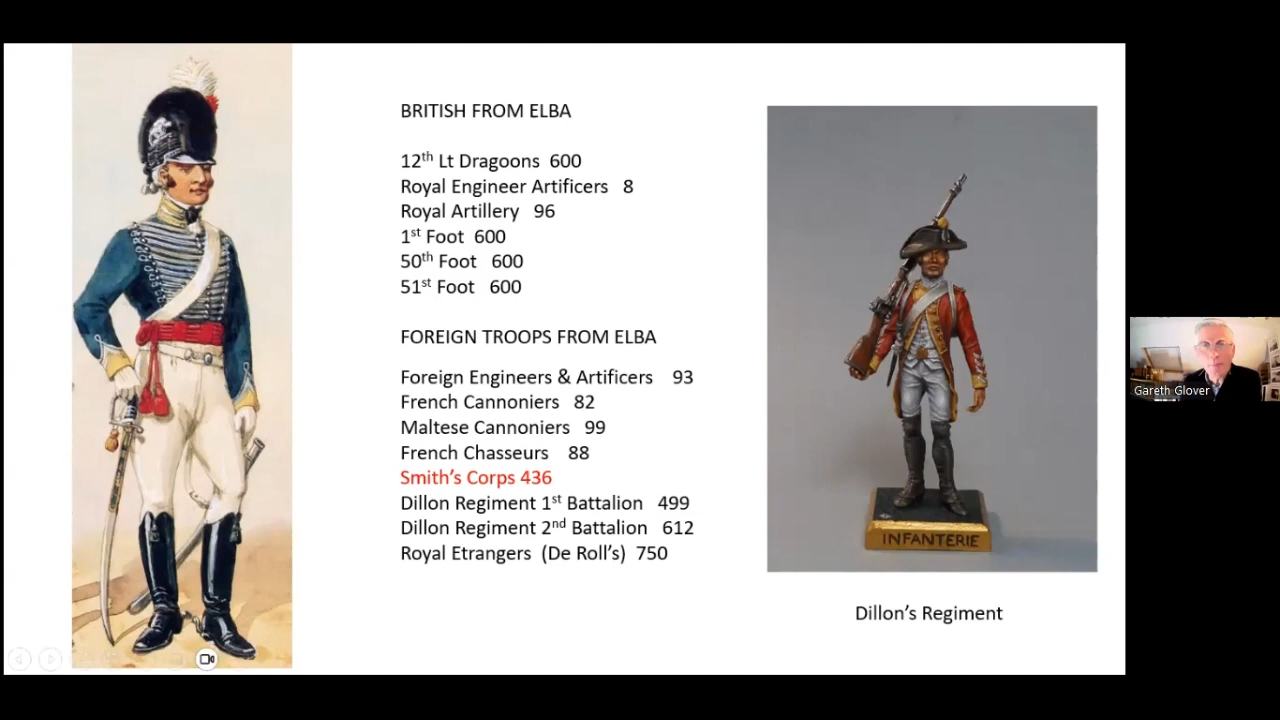 BRITISH FROM ELBA
12th Lt Dragoons 600
Royal Engineer Artificers 8
Royal Artillery 96
1st Foot 600
50th Foot 600
51st Foot 600
FOREIGN TROOPS FROM ELBA
Foreign Engineers & Artificers 93
French Cannoniers 82
Maltese Cannoniers 99
French Chasseurs 88
Smith's Corps 436
Dillon Regiment 1st Battalion 499
Dillon Regiment 2nd Battalion 612
Royal Etrangers (De Roll's) 750
INFANTERIE
Dillon's Regiment
Gareth Glover